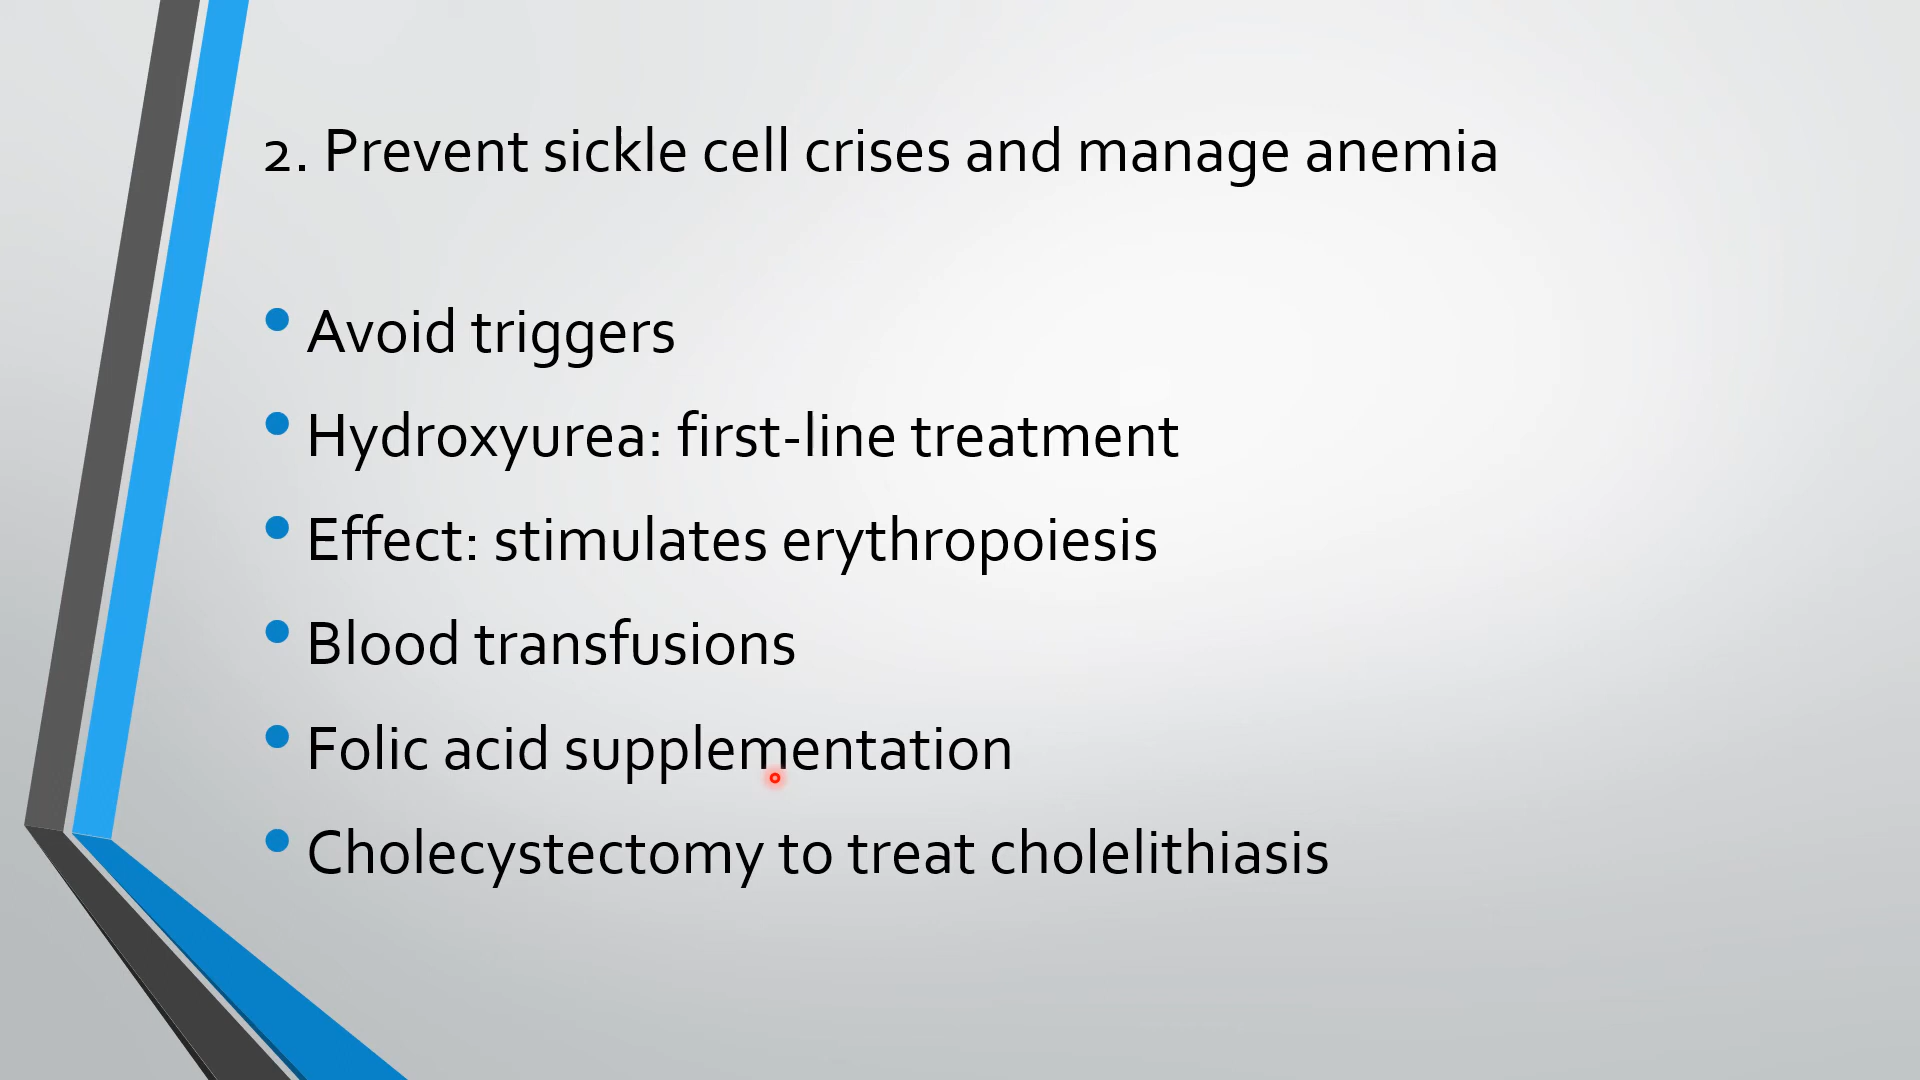 2. Prevent sickle cell crises and manage anemia
• Avoid triggers
• Hydroxyurea: first-line treatment
• Effect: stimulates erythropoiesis
• Blood transfusions
• Folic acid supplementation
• Cholecystectomy to treat cholelithiasis